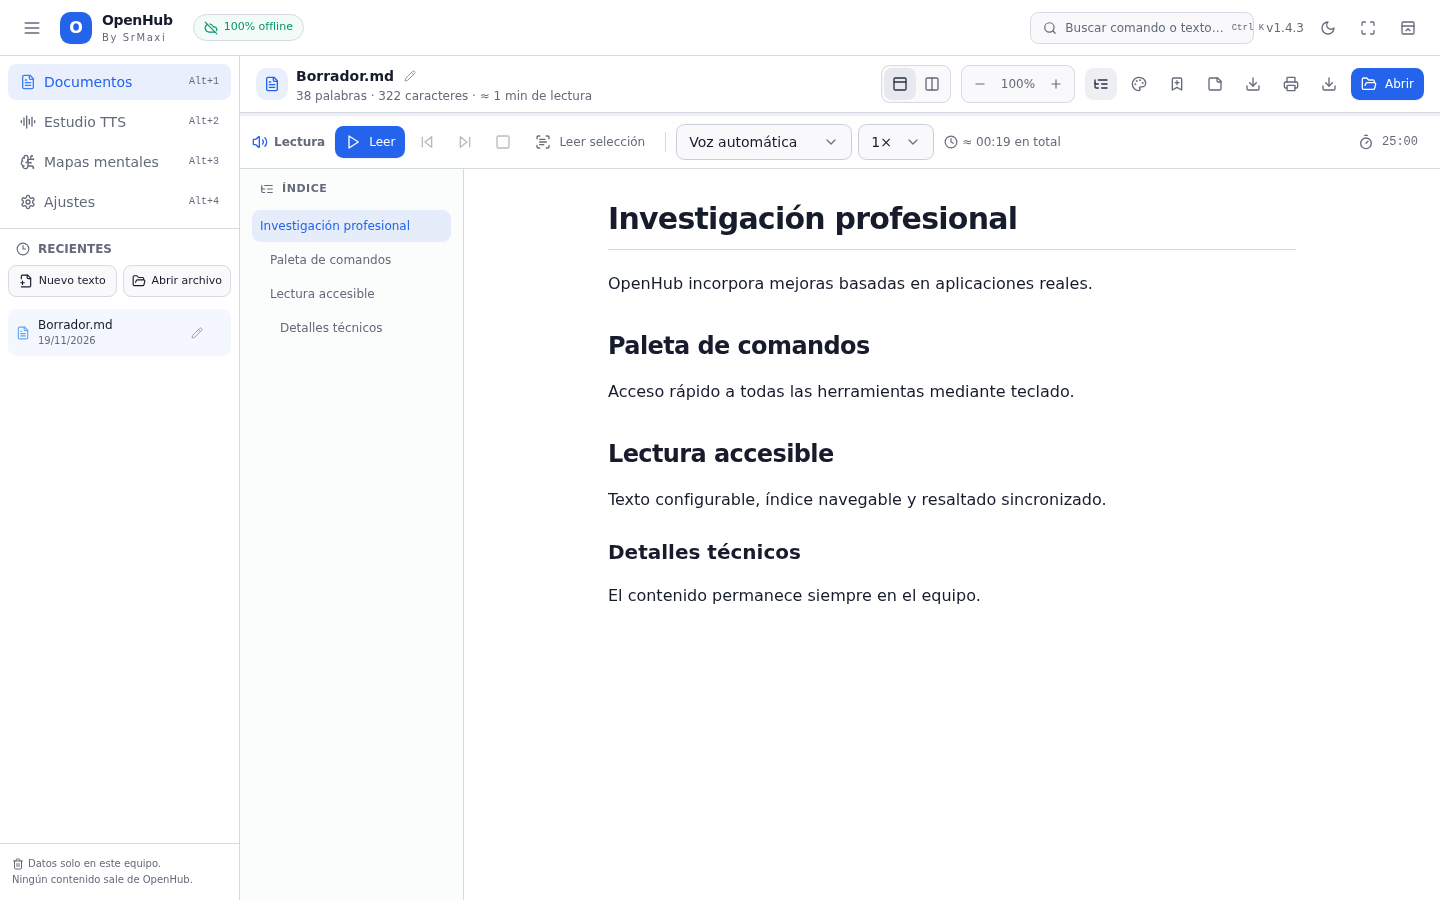 O
OpenHub
By SrMaxi
100% offline
Buscar comando o texto...
Ctrl K
v1.4.3
Documentos
Alt+1
Estudio TTS
Alt+2
Mapas mentales
Alt+3
Ajustes
Alt+4
RECIENTES
Nuevo texto
Abrir archivo
Borrador.md
19/11/2026
Datos solo en este equipo.
Ningún contenido sale de OpenHub.
Borrador.md
38 palabras · 322 caracteres · ≈ 1 min de lectura
100%
Abrir
Lectura
Leer
Leer selección
Voz automática
1×
≈ 00:19 en total
25:00
ÍNDICE
Investigación profesional
Paleta de comandos
Lectura accesible
Detalles técnicos
Investigación profesional
OpenHub incorpora mejoras basadas en aplicaciones reales.
Paleta de comandos
Acceso rápido a todas las herramientas mediante teclado.
Lectura accesible
Texto configurable, índice navegable y resaltado sincronizado.
Detalles técnicos
El contenido permanece siempre en el equipo.